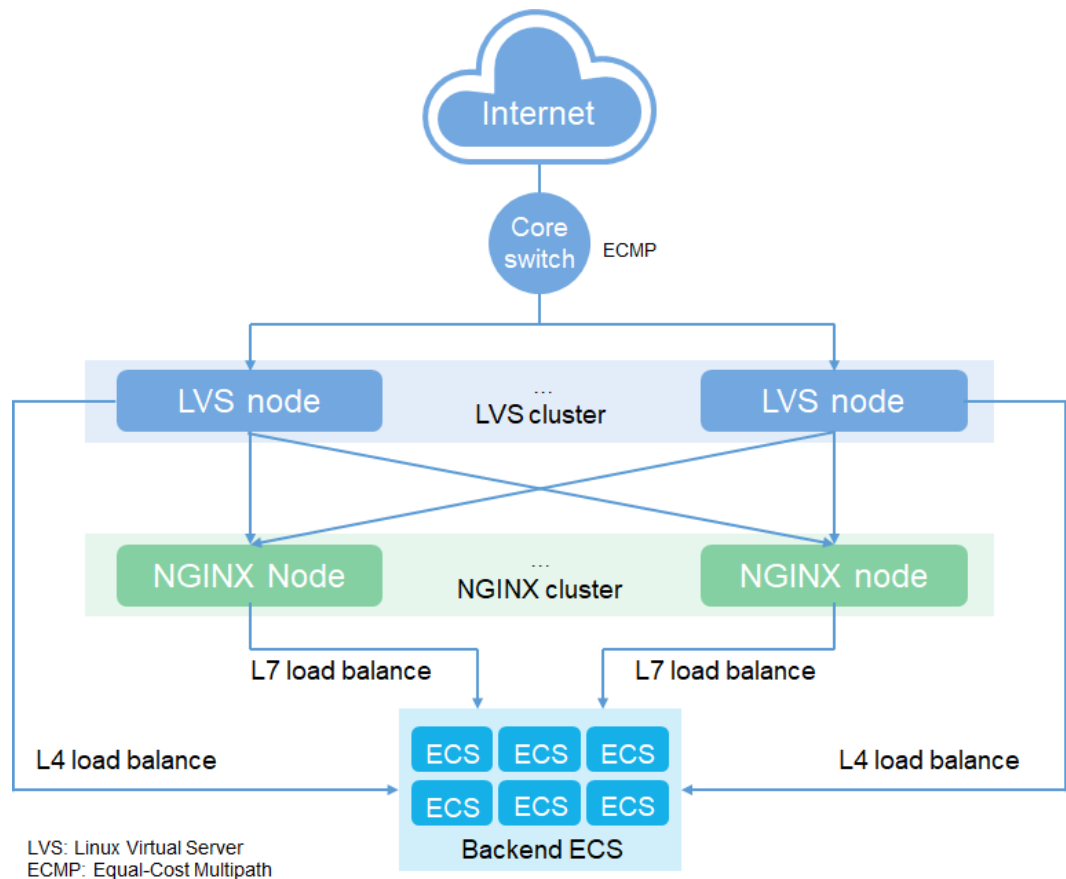 Internet
Core
switch
ECMP
LVS node
...
LVS cluster
LVS node
NGINX Node
...
NGINX cluster
NGINX node
L7 load balance
L7 load balance
L4 load balance
ECS ECS ECS
ECS ECS ECS
L4 load balance
Backend ECS
LVS: Linux Virtual Server
ECMP: Equal-Cost Multipath